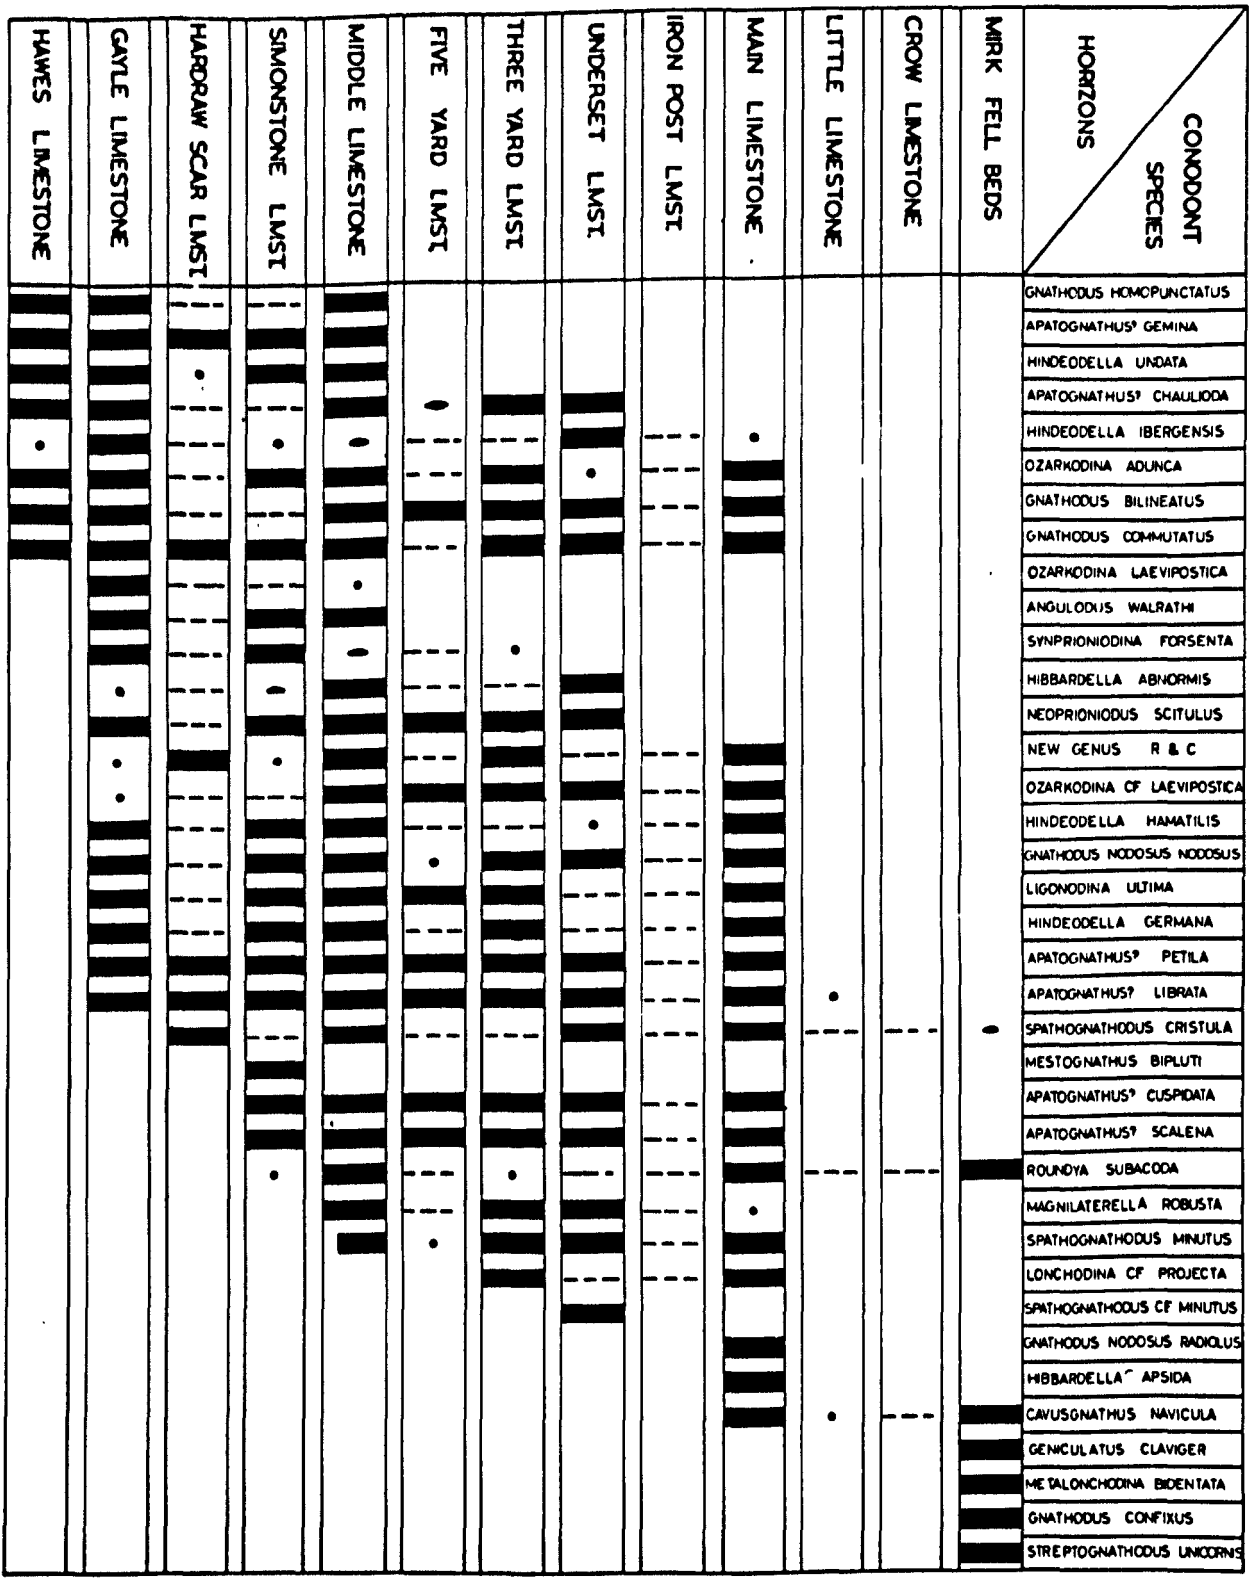 HAWES LIMESTONE
GAYLE LIMESTONE
HARDRAW SCAR LMST
SIMONSTONE LMST
MIDDLE LIMESTONE
FIVE YARD LMST.
THREE YARD LMST.
UNDERSET LMST
IRON POST LMST
MAIN LIMESTONE
LITTLE LIMESTONE
CROW LIMESTONE
MIRK FELL BEDS
HORIZONS
CONODONT
SPECIES
GNATHODUS HOMOPUNCTATUS
APATOGNATHUS? GEMINA
HINDEODELLA UNDATA
APATOGNATHUS? CHAULIODA
HINDEODELLA IBERGENSIS
OZARKODINA ADUNCA
GNATHODUS BILINEATUS
GNATHODUS COMMUTATUS
OZARKODINA LAEVIPOSTICA
ANGULODUS WALRATHI
SYNPRIONIODINA FORSENTA
HIBBARDELLA ABNORMIS
NEOPRIONIODUS SCITULUS
NEW GENUS R & C
OZARKODINA CF LAEVIPOSTICA
HINDEODELLA HAMATILIS
GNATHODUS NODOSUS NODOSUS
LIGONODINA ULTIMA
HINDEODELLA GERMANA
APATOGNATHUS? PETILA
APATOGNATHUS? LIBRATA
SPATHOGNATHODUS CRISTULA
MESTOGNATHUS BIPLUTI
APATOGNATHUS? CUSPIDATA
APATOGNATHUS? SCALENA
ROUNDYA SUBACODA
MAGNILATERELLA ROBUSTA
SPATHOGNATHODUS MINUTUS
LONCHODINA CF PROJECTA
SPATHOGNATHODUS CF MINUTUS
GNATHODUS NODOSUS RADIOLUS
HIBBARDELLA APSIDA
CAVUSGNATHUS NAVICULA
GENICULATUS CLAVIGER
METALONCHODINA BIDENTATA
GNATHODUS CONFIXUS
STREPTOGNATHODUS UNICORNIS